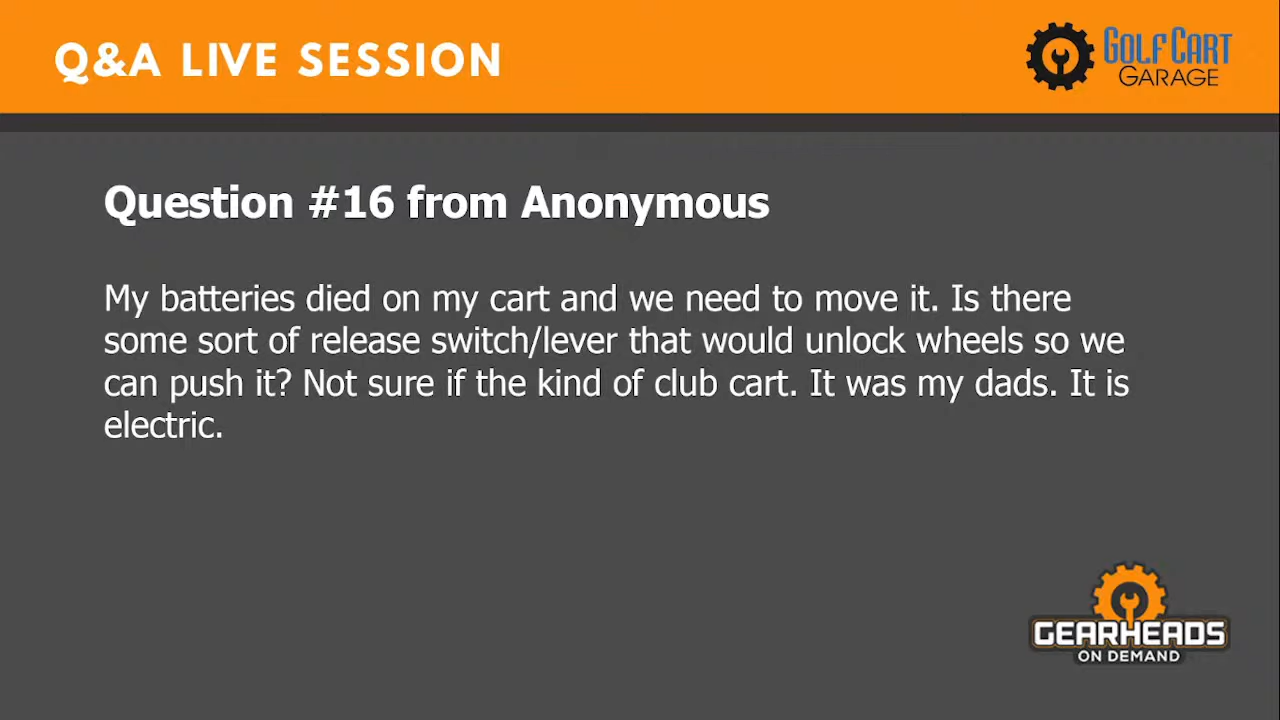 Q&A LIVE SESSION
GOLF CART
GARAGE
Question #16 from Anonymous
My batteries died on my cart and we need to move it. Is there
some sort of release switch/lever that would unlock wheels so we
can push it? Not sure if the kind of club cart. It was my dads. It is
electric.
GEARHEADS
ON DEMAND